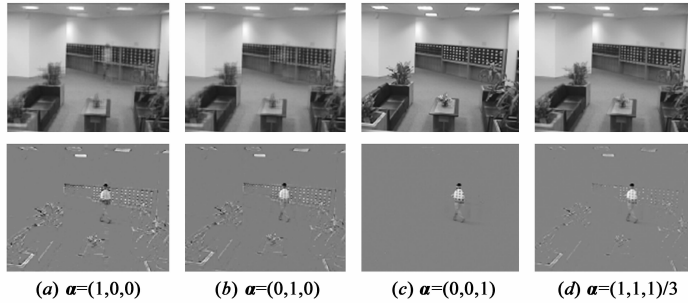 (a) α=(1,0,0) (b) α=(0,1,0) (c) α=(0,0,1) (d) α=(1,1,1)/3